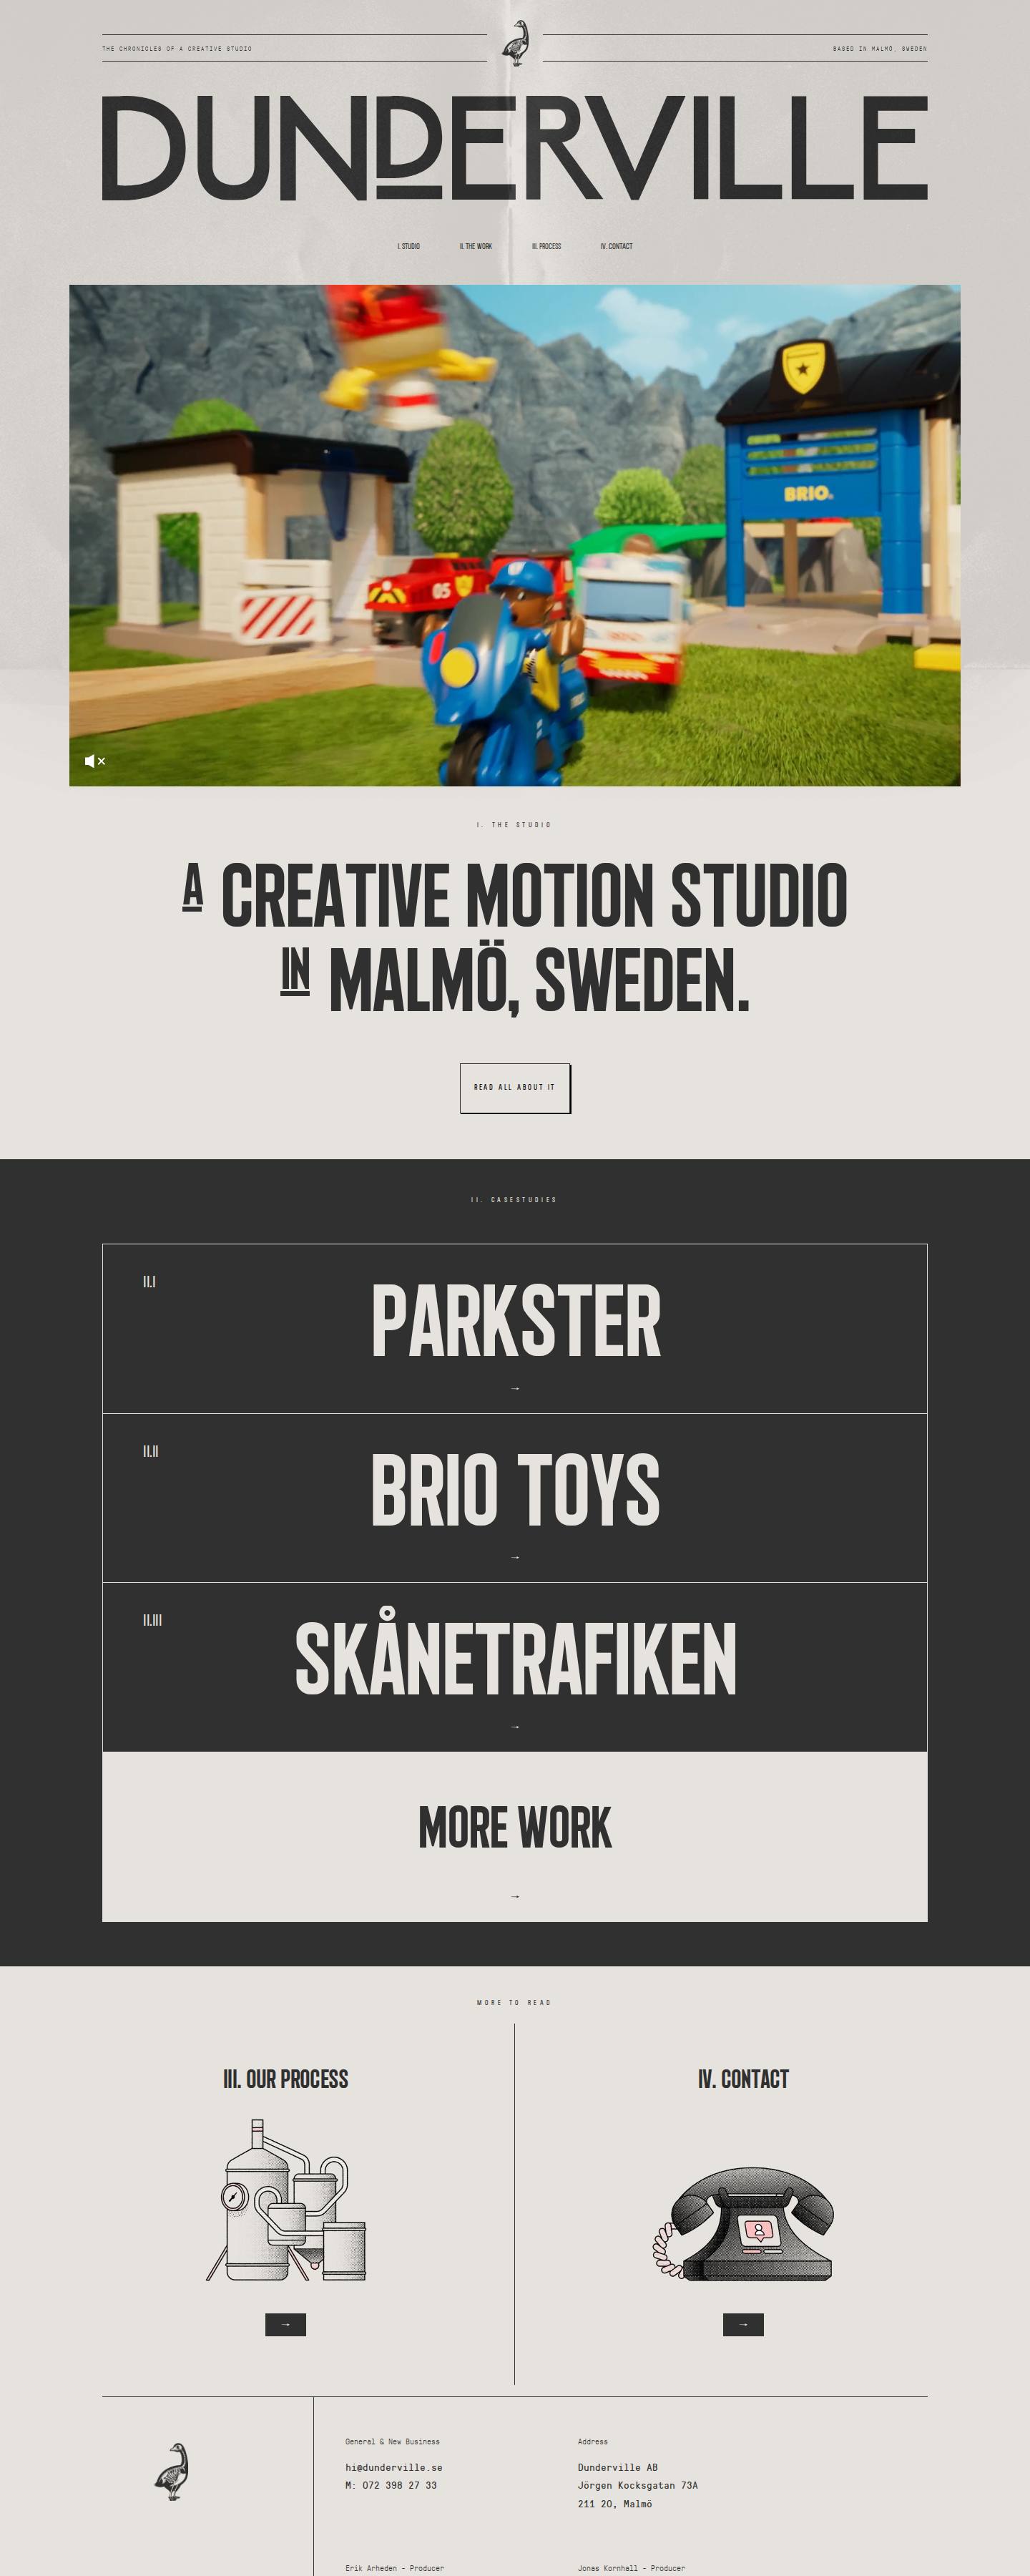 THE CHRONICLES OF A CREATIVE STUDIO
BASED IN MALMÖ, SWEDEN
DUNDERVILLE
I. STUDIO
II. THE WORK
III. PROCESS
IV. CONTACT
BRIO
05
I. THE STUDIO
A CREATIVE MOTION STUDIO
IN MALMÖ, SWEDEN.
READ ALL ABOUT IT
II. CASESTUDIES
II.I
PARKSTER
→
II.II
BRIO TOYS
→
II.III
SKÅNETRAFIKEN
→
MORE WORK
→
MORE TO READ
III. OUR PROCESS
IV. CONTACT
→
→
General & New Business
hi@dunderville.se
M: 072 398 27 33
Address
Dunderville AB
Jörgen Kocksgatan 73A
211 20, Malmö
Erik Arheden - Producer
Jonas Kornhall - Producer